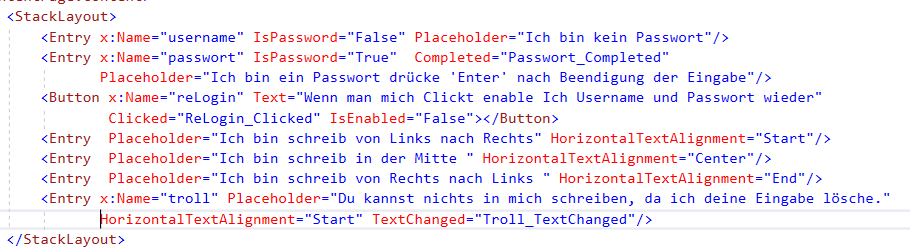 <StackLayout>
<Entry x:Name="username" IsPassword="False" Placeholder="Ich bin kein Passwort"/>
<Entry x:Name="passwort" IsPassword="True"  Completed="Passwort_Completed"
Placeholder="Ich bin ein Passwort drücke 'Enter' nach Beendigung der Eingabe"/>
<Button x:Name="reLogin" Text="Wenn man mich Clickt enable Ich Username und Passwort wieder"
Clicked="ReLogin_Clicked" IsEnabled="False"></Button>
<Entry  Placeholder="Ich bin schreib von Links nach Rechts" HorizontalTextAlignment="Start"/>
<Entry  Placeholder="Ich bin schreib in der Mitte " HorizontalTextAlignment="Center"/>
<Entry  Placeholder="Ich bin schreib von Rechts nach Links " HorizontalTextAlignment="End"/>
<Entry x:Name="troll" Placeholder="Du kannst nichts in mich schreiben, da ich deine Eingabe lösche."
HorizontalTextAlignment="Start" TextChanged="Troll_TextChanged"/>
</StackLayout>